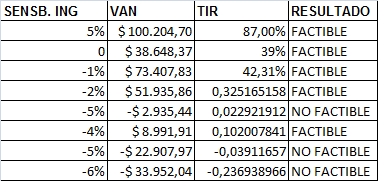 SENSB. ING VAN TIR RESULTADO
5% $ 100.204,70 87,00% FACTIBLE
0 $ 38.648,37 39% FACTIBLE
-1% $ 73.407,83 42,31% FACTIBLE
-2% $ 51.935,86 0,325165158 FACTIBLE
-5% -$ 2.935,44 0,022921912 NO FACTIBLE
-4% $ 8.991,91 0,102007841 FACTIBLE
-5% -$ 22.907,97 -0,03911657 NO FACTIBLE
-6% -$ 33.952,04 -0,236938966 NO FACTIBLE